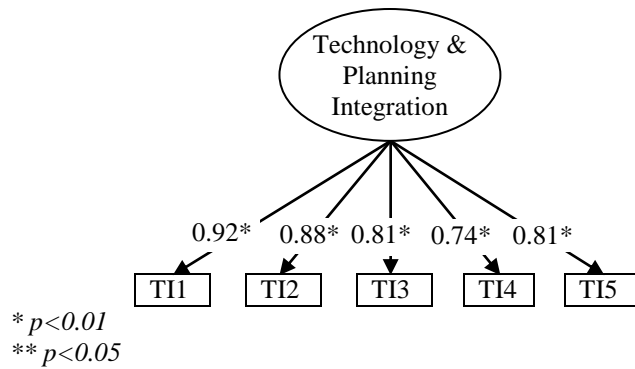 Technology &
Planning
Integration
0.92* 0.88* 0.81* 0.74* 0.81*
TI1 TI2 TI3 TI4 TI5
* p<0.01
** p<0.05